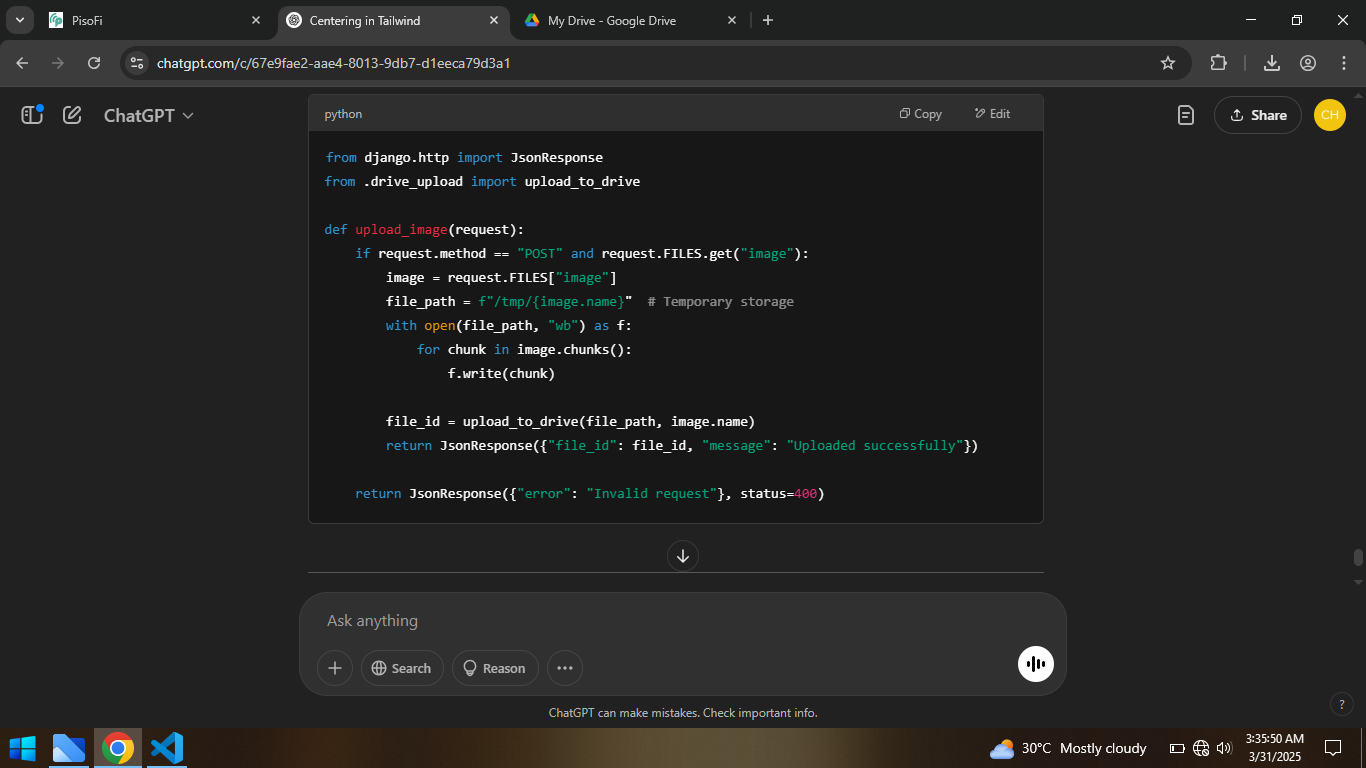 PisoFi
Centering in Tailwind
My Drive - Google Drive
chatgpt.com/c/67e9fae2-aae4-8013-9db7-d1eeca79d3a1
ChatGPT
Share
CH
python
Copy
Edit
from django.http import JsonResponse
from .drive_upload import upload_to_drive
def upload_image(request):
    if request.method == "POST" and request.FILES.get("image"):
        image = request.FILES["image"]
        file_path = f"/tmp/{image.name}"  # Temporary storage
        with open(file_path, "wb") as f:
            for chunk in image.chunks():
                f.write(chunk)
        file_id = upload_to_drive(file_path, image.name)
        return JsonResponse({"file_id": file_id, "message": "Uploaded successfully"})
    return JsonResponse({"error": "Invalid request"}, status=400)
Ask anything
Search
Reason
ChatGPT can make mistakes. Check important info.
?
30°C Mostly cloudy
3:35:50 AM
3/31/2025